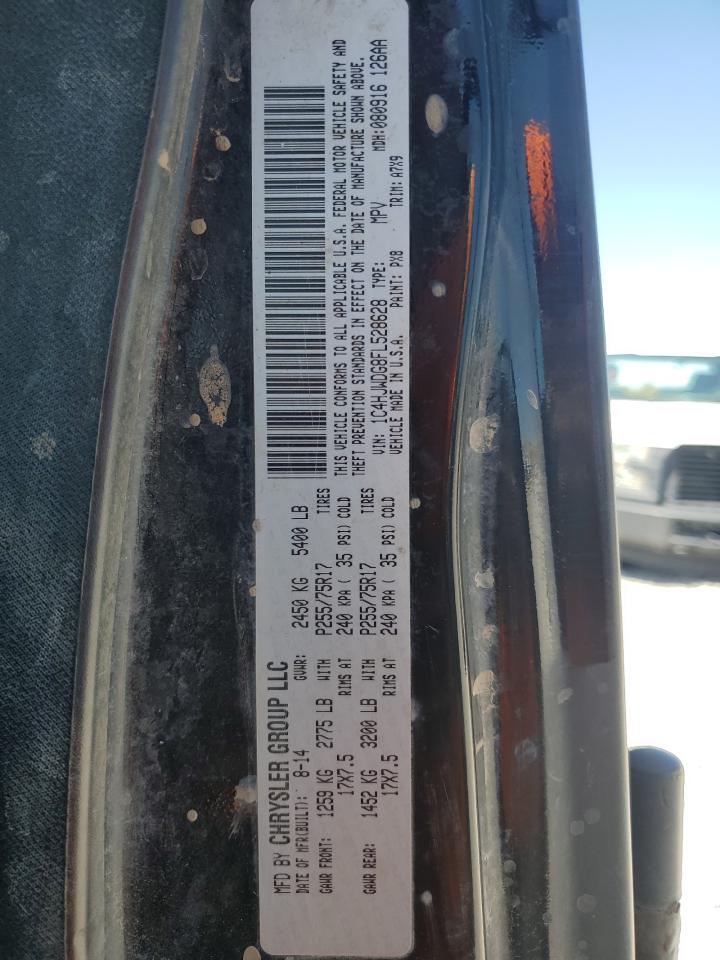 MFD BY CHRYSLER GROUP LLC
DATE OF MFR(BUILT): 8-14 GVWR: 2450 KG 5400 LB
GAWR FRONT: 1259 KG 2775 LB WITH P255/75R17 TIRES
17X7.5 RIMS AT 240 KPA ( 35 PSI) COLD
GAWR REAR: 1452 KG 3200 LB WITH P255/75R17 TIRES
17X7.5 RIMS AT 240 KPA ( 35 PSI) COLD
THIS VEHICLE CONFORMS TO ALL APPLICABLE U.S.A. FEDERAL MOTOR VEHICLE SAFETY AND
THEFT PREVENTION STANDARDS IN EFFECT ON THE DATE OF MANUFACTURE SHOWN ABOVE.
VIN: 1C4HJWDG8FL528628 TYPE: MPV MDH:080916 126AA
VEHICLE MADE IN U.S.A. PAINT: PX8 TRIM: A7X9